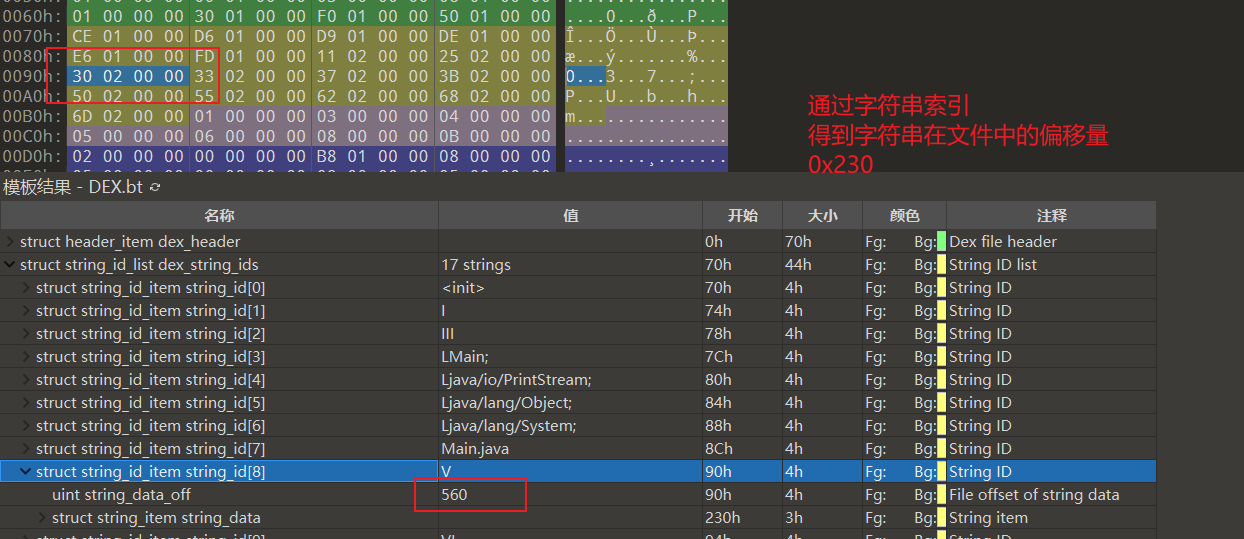 0060h: 01 00 00 00 30 01 00 00 F0 01 00 00 50 01 00 00 ....0...ð...P...
0070h: CE 01 00 00 D6 01 00 00 D9 01 00 00 DE 01 00 00 Î...Ö...Ù...Þ...
0080h: E6 01 00 00 FD 01 00 00 11 02 00 00 25 02 00 00 æ...ý.......%...
0090h: 30 02 00 00 33 02 00 00 37 02 00 00 3B 02 00 00 0...3...7...;...
00A0h: 50 02 00 00 55 02 00 00 62 02 00 00 68 02 00 00 P...U...b...h...
00B0h: 6D 02 00 00 01 00 00 00 03 00 00 00 04 00 00 00 m...............
00C0h: 05 00 00 00 06 00 00 00 08 00 00 00 0B 00 00 00 ................
00D0h: 02 00 00 00 00 00 00 00 B8 01 00 00 08 00 00 00 ........¸.......
通过字符串索引
得到字符串在文件中的偏移量
0x230
模板结果 - DEX.bt
名称 值 开始 大小 颜色 注释
struct header_item dex_header 0h 70h Fg: Bg: Dex file header
struct string_id_list dex_string_ids 17 strings 70h 44h Fg: Bg: String ID list
struct string_id_item string_id[0] <init> 70h 4h Fg: Bg: String ID
struct string_id_item string_id[1] I 74h 4h Fg: Bg: String ID
struct string_id_item string_id[2] III 78h 4h Fg: Bg: String ID
struct string_id_item string_id[3] LMain; 7Ch 4h Fg: Bg: String ID
struct string_id_item string_id[4] Ljava/io/PrintStream; 80h 4h Fg: Bg: String ID
struct string_id_item string_id[5] Ljava/lang/Object; 84h 4h Fg: Bg: String ID
struct string_id_item string_id[6] Ljava/lang/System; 88h 4h Fg: Bg: String ID
struct string_id_item string_id[7] Main.java 8Ch 4h Fg: Bg: String ID
struct string_id_item string_id[8] V 90h 4h Fg: Bg: String ID
uint string_data_off 560 90h 4h Fg: Bg: File offset of string data
struct string_item string_data 230h 3h Fg: Bg: String item